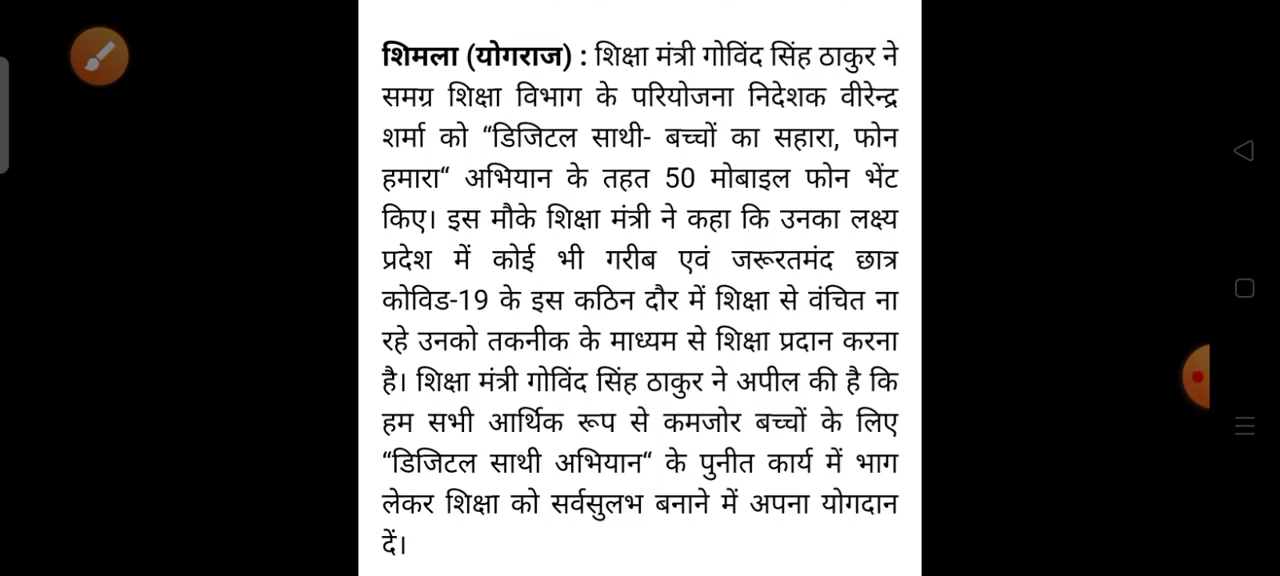 शिमला (योगराज) : शिक्षा मंत्री गोविंद सिंह ठाकुर ने
समग्र शिक्षा विभाग के परियोजना निदेशक वीरेन्द्र
शर्मा को “डिजिटल साथी- बच्चों का सहारा, फोन
हमारा“ अभियान के तहत 50 मोबाइल फोन भेंट
किए। इस मौके शिक्षा मंत्री ने कहा कि उनका लक्ष्य
प्रदेश में कोई भी गरीब एवं जरूरतमंद छात्र
कोविड-19 के इस कठिन दौर में शिक्षा से वंचित ना
रहे उनको तकनीक के माध्यम से शिक्षा प्रदान करना
है। शिक्षा मंत्री गोविंद सिंह ठाकुर ने अपील की है कि
हम सभी आर्थिक रूप से कमजोर बच्चों के लिए
“डिजिटल साथी अभियान“ के पुनीत कार्य में भाग
लेकर शिक्षा को सर्वसुलभ बनाने में अपना योगदान
दें।